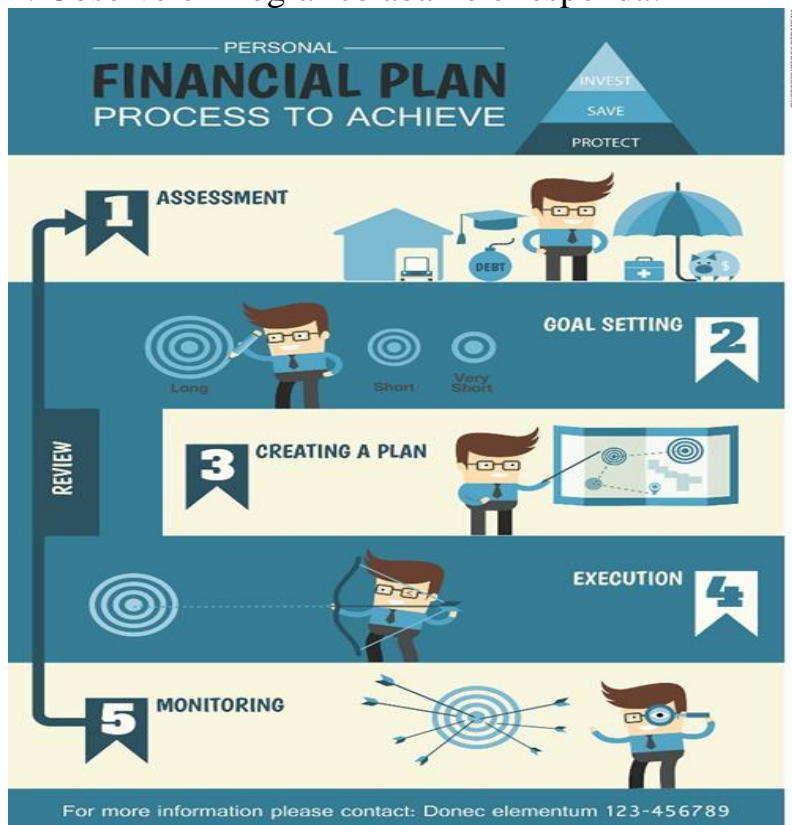 PERSONAL
FINANCIAL PLAN
PROCESS TO ACHIEVE
INVEST
SAVE
PROTECT
1 ASSESSMENT
DEBT
$
GOAL SETTING 2
Long
Short
Very
Short
REVIEW
3 CREATING A PLAN
EXECUTION 4
5 MONITORING
For more information please contact: Donec elementum 123-456789